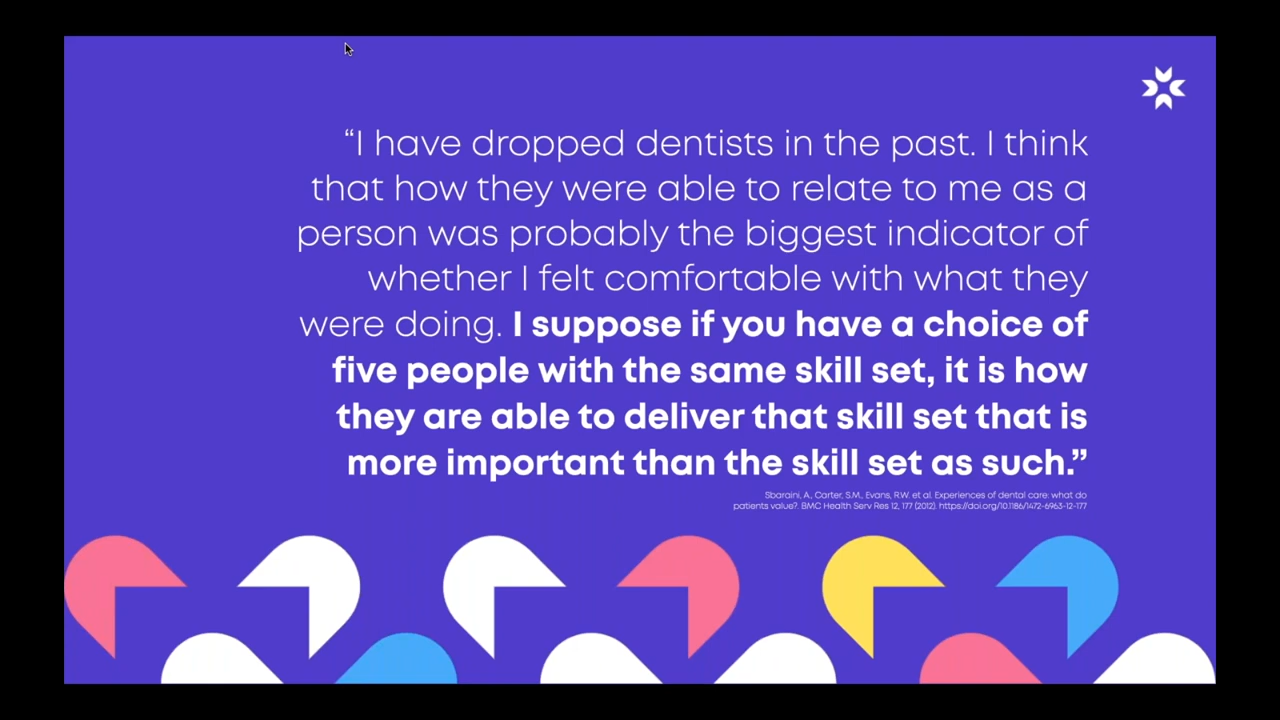 “I have dropped dentists in the past. I think
that how they were able to relate to me as a
person was probably the biggest indicator of
whether I felt comfortable with what they
were doing. I suppose if you have a choice of
five people with the same skill set, it is how
they are able to deliver that skill set that is
more important than the skill set as such.”
Sbaraini, A., Carter, S.M., Evans, R.W. et al. Experiences of dental care: what do
patients value?. BMC Health Serv Res 12, 177 (2012). https://doi.org/10.1186/1472-6963-12-177